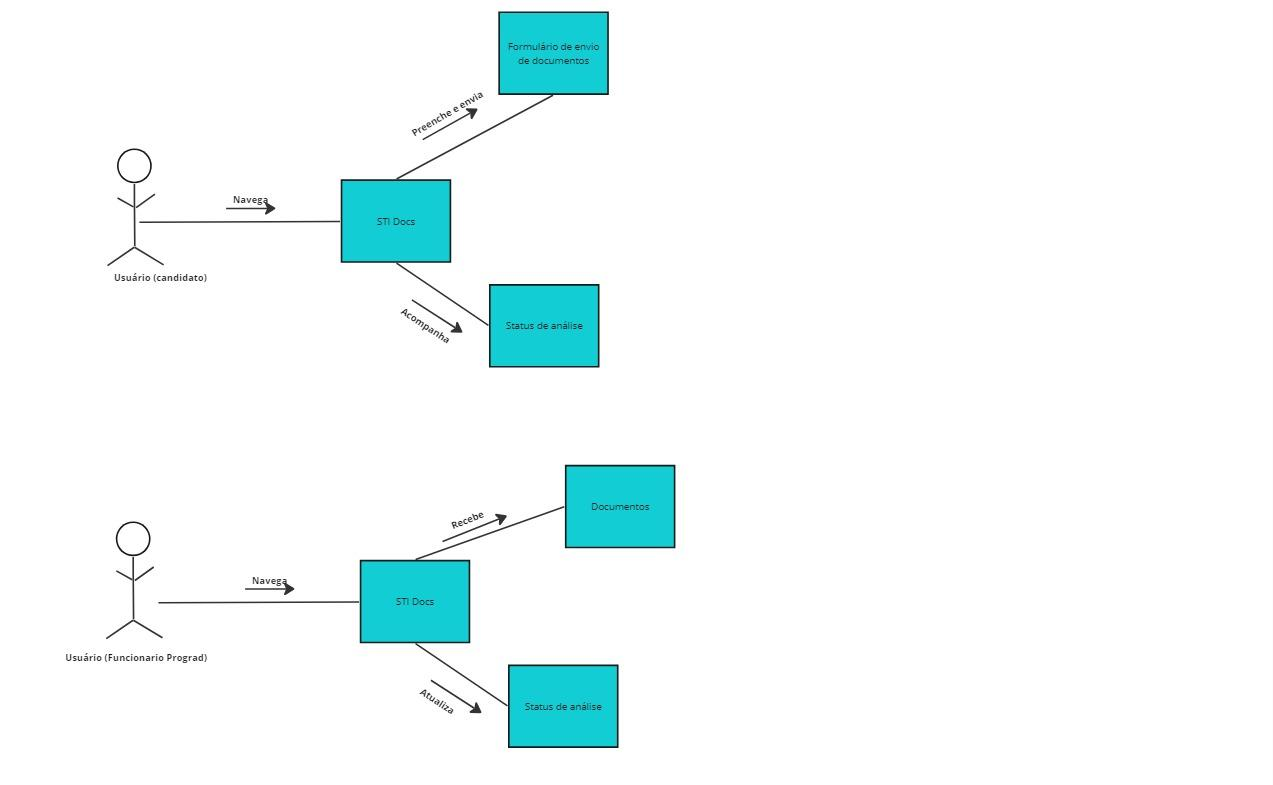 Formulário de envio
de documentos
Preenche e envia
Navega
STI Docs
Usuário (candidato)
Acompanha
Status de análise
Documentos
Recebe
Navega
STI Docs
Usuário (Funcionario Prograd)
Atualiza
Status de análise